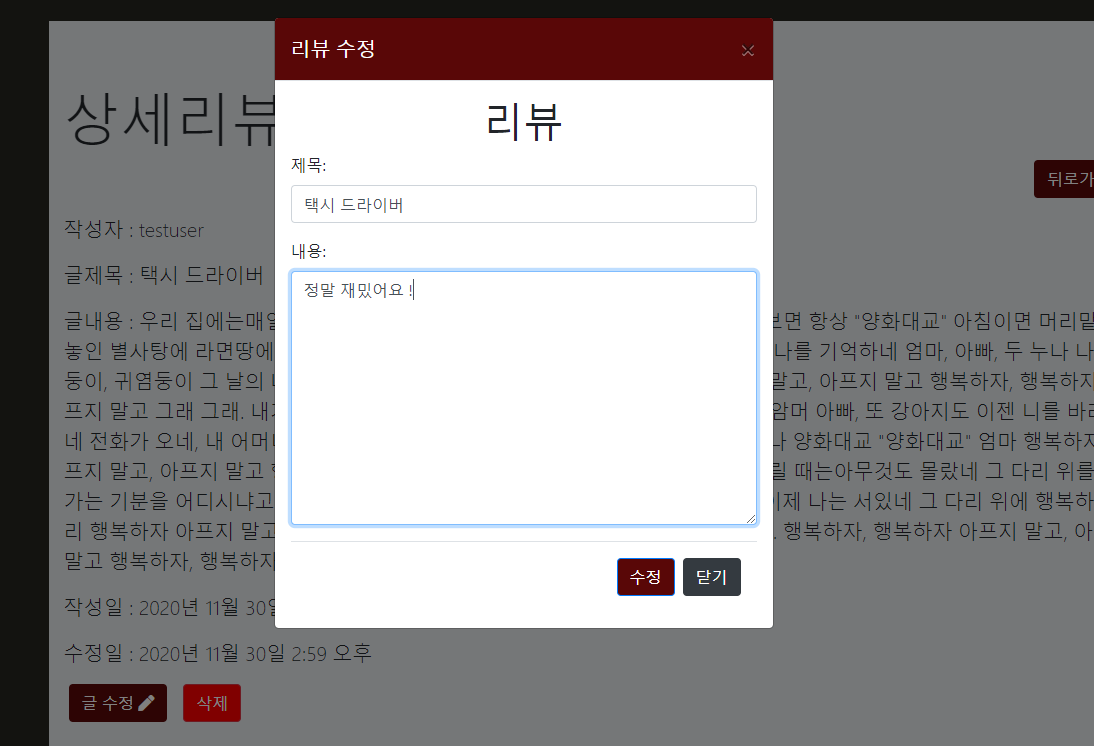 리뷰 수정
×
상세리뷰
리뷰
제목:
뒤로가
택시 드라이버
작성자 : testuser
내용:
글제목 : 택시 드라이버
정말 재밌어요 !
글내용 : 우리 집에는매일 보면 항상 "양화대교" 아침이면 머리맡
놓인 별사탕에 라면땅에 나를 기억하네 엄마, 아빠, 두 누나 나
둥이, 귀염둥이 그 날의 말고, 아프지 말고 행복하자, 행복하자
프지 말고 그래 그래. 내가 암머 아빠, 또 강아지도 이젠 니를 바라
네 전화가 오네, 내 어머니 나 양화대교 "양화대교" 엄마 행복하자
프지 말고, 아프지 말고 릴 때는아무것도 몰랐네 그 다리 위를
가는 기분을 어디시냐고 이제 나는 서있네 그 다리 위에 행복하
리 행복하자 아프지 말고 . 행복하자, 행복하자 아프지 말고, 아
말고 행복하자, 행복하자
수정 닫기
작성일 : 2020년 11월 30일
수정일 : 2020년 11월 30일 2:59 오후
글 수정 삭제